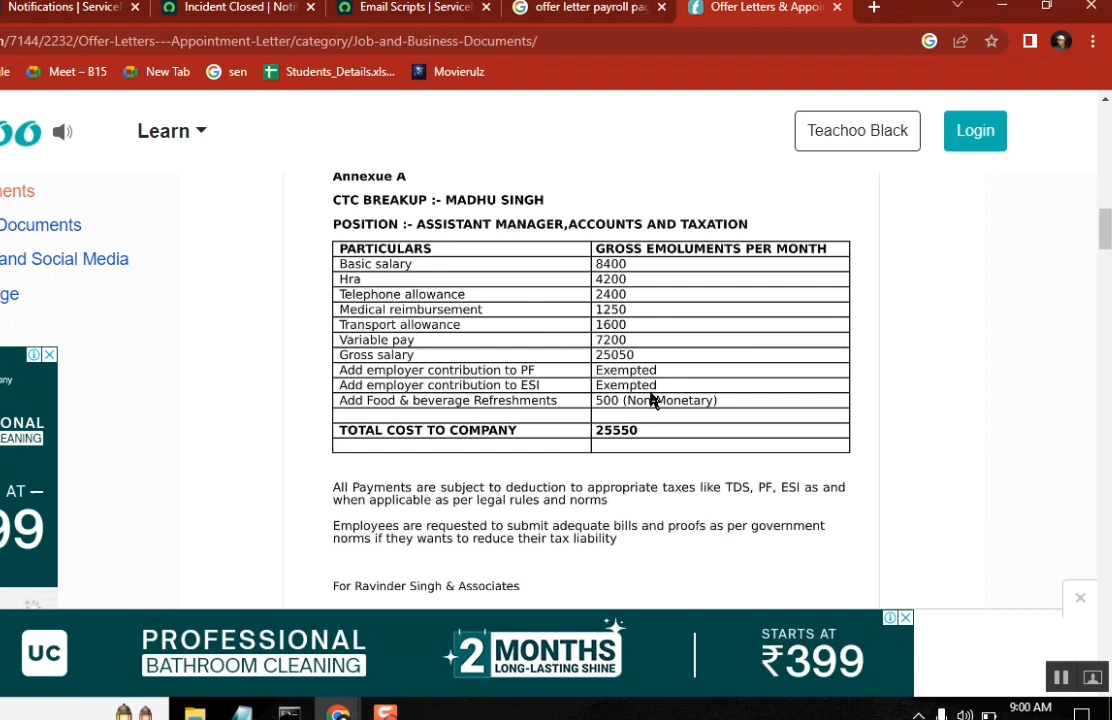 Notifications | Service
Incident Closed | Noti
Email Scripts | Service
offer letter payroll pag
Offer Letters & Appoi
/7144/2232/Offer-Letters---Appointment-Letter/category/Job-and-Business-Documents/
gle
Meet – B15
New Tab
sen
Students_Details.xls...
Movierulz
oo
Learn
Teachoo Black
Login
ments
Documents
and Social Media
ge
Annexue A
CTC BREAKUP :- MADHU SINGH
POSITION :- ASSISTANT MANAGER,ACCOUNTS AND TAXATION
PARTICULARS GROSS EMOLUMENTS PER MONTH
Basic salary 8400
Hra 4200
Telephone allowance 2400
Medical reimbursement 1250
Transport allowance 1600
Variable pay 7200
Gross salary 25050
Add employer contribution to PF Exempted
Add employer contribution to ESI Exempted
Add Food & beverage Refreshments 500 (Non Monetary)
TOTAL COST TO COMPANY 25550
All Payments are subject to deduction to appropriate taxes like TDS, PF, ESI as and
when applicable as per legal rules and norms
Employees are requested to submit adequate bills and proofs as per government
norms if they wants to reduce their tax liability
For Ravinder Singh & Associates
ny
ONAL
EANING
AT —
99
UC
PROFESSIONAL
BATHROOM CLEANING
2 MONTHS
LONG-LASTING SHINE
STARTS AT
₹399
9:00 AM